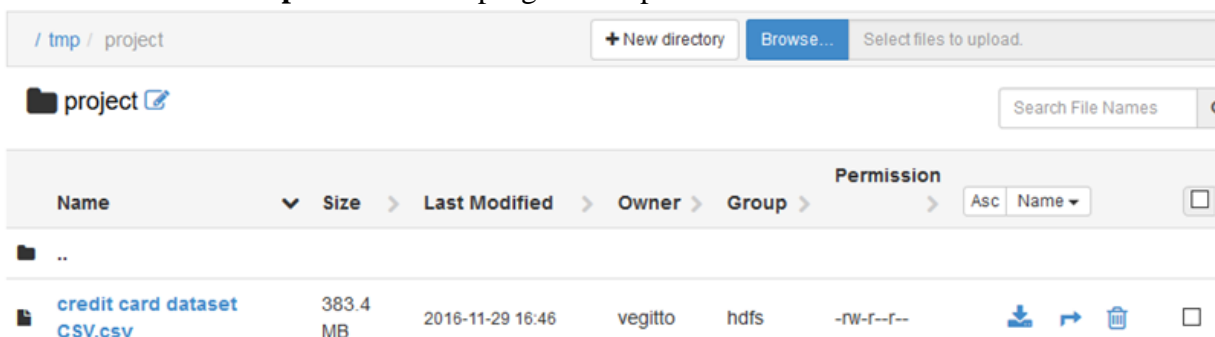 / tmp / project
+ New directory
Browse...
Select files to upload.
project
Search File Names
Name
Size
Last Modified
Owner
Group
Permission
Asc
Name
..
credit card dataset
CSV.csv
383.4
MB
2016-11-29 16:46
vegitto
hdfs
-rw-r--r--